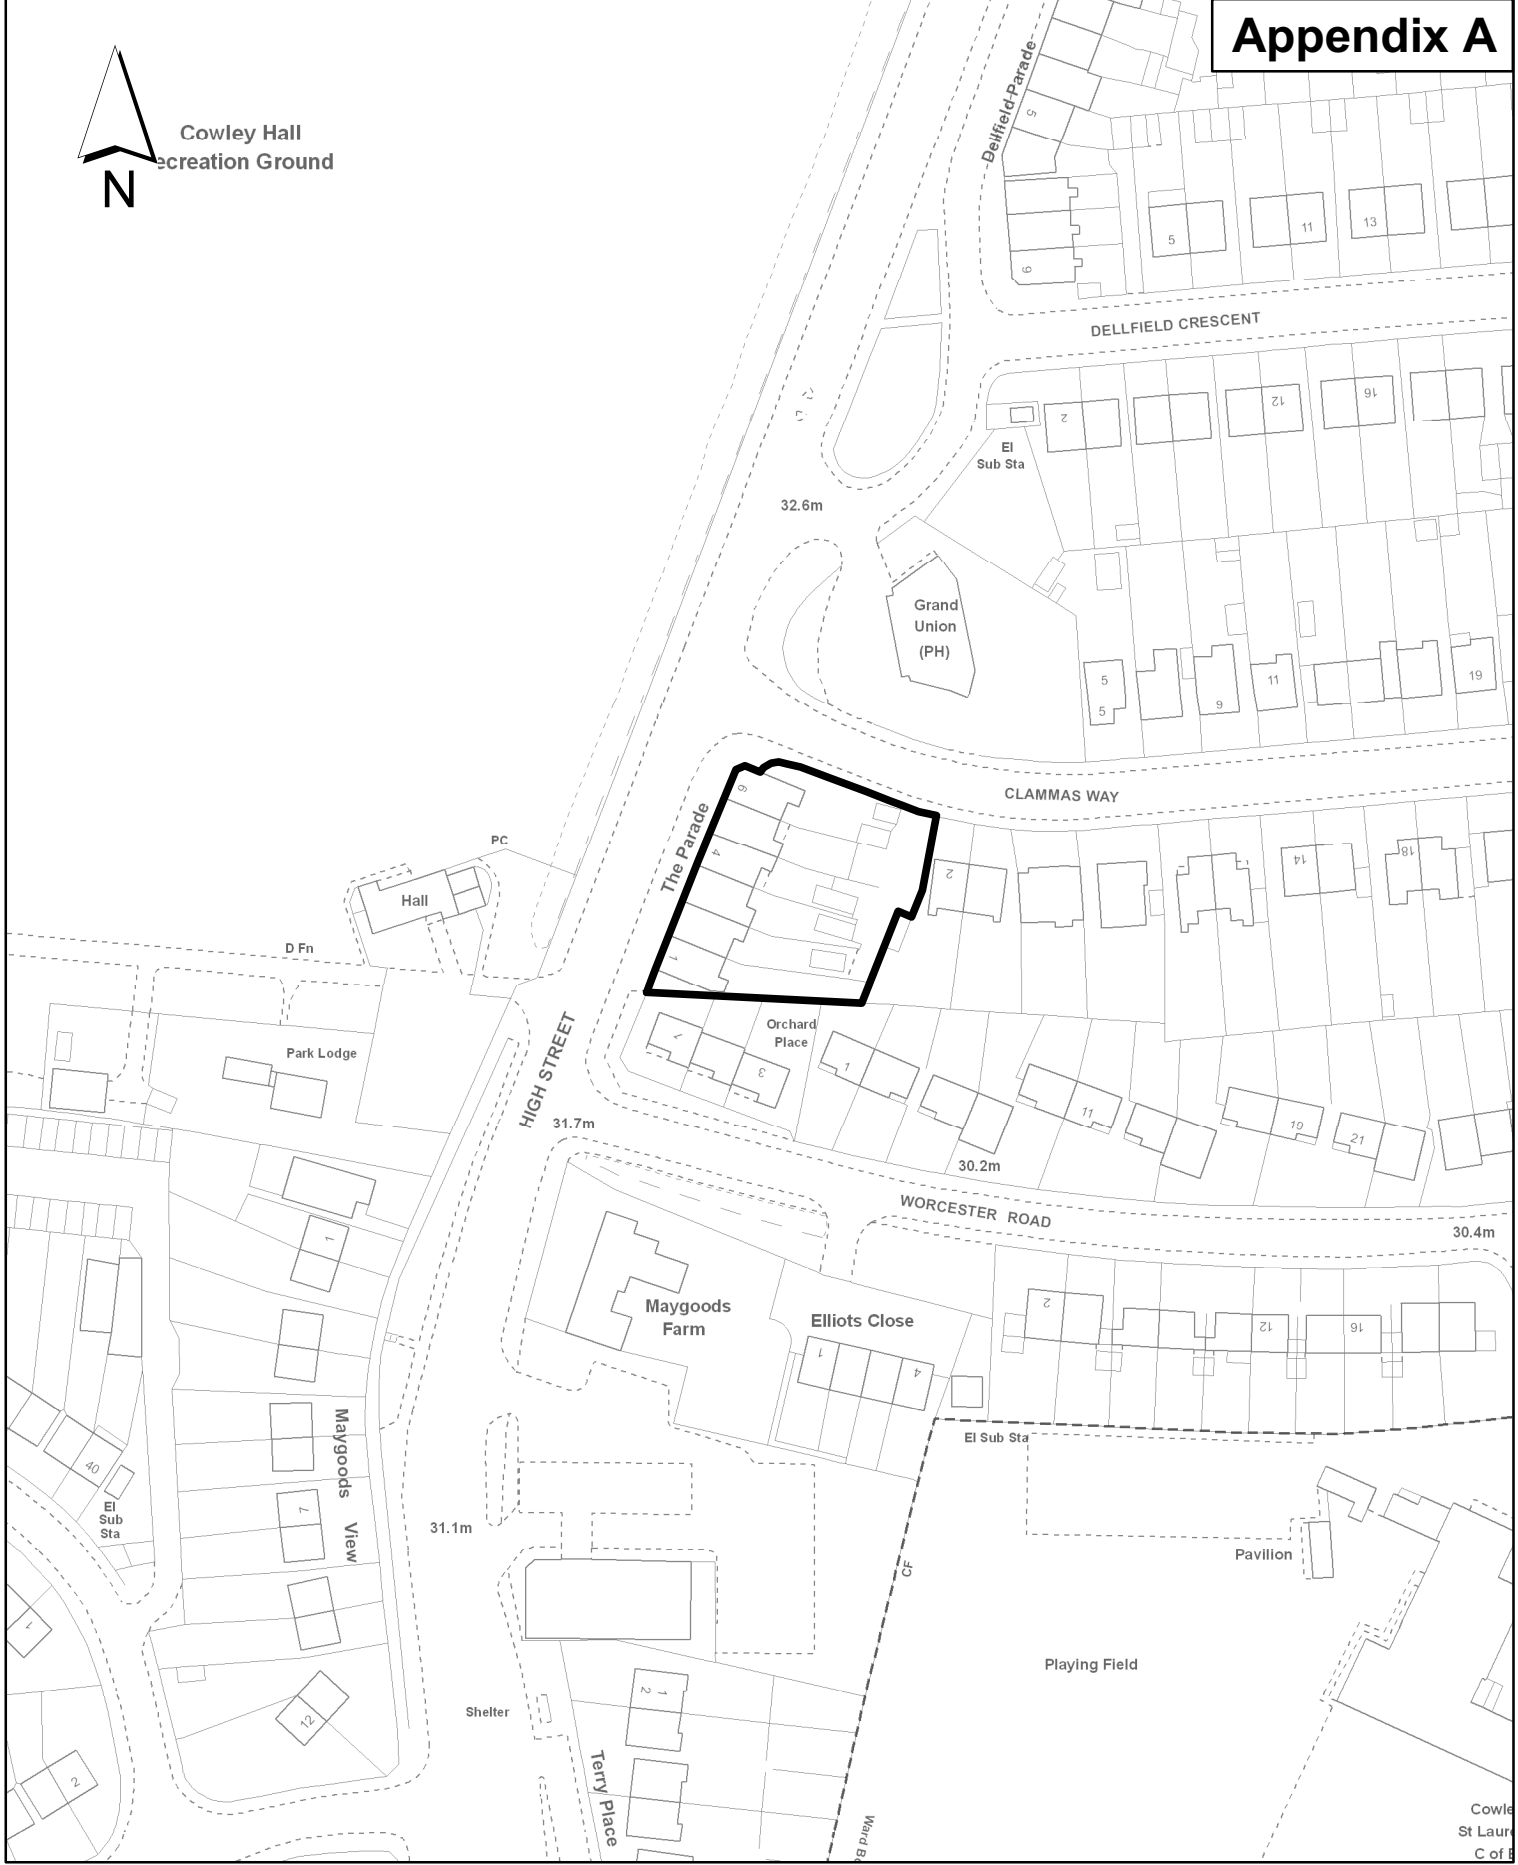 Appendix A
Cowley Hall
ecreation Ground
N
Dellfield Parade
5
9
5
11
13
DELLFIELD CRESCENT
2
12
16
El
Sub Sta
32.6m
Grand
Union
(PH)
5
5
9
11
19
CLAMMAS WAY
The Parade
6
4
1
2
14
18
PC
Hall
D Fn
Park Lodge
HIGH STREET
Orchard
Place
1
3
1
11
19
21
31.7m
30.2m
WORCESTER ROAD
30.4m
1
Maygoods
Farm
Elliots Close
1
4
2
12
16
El Sub Sta
Maygoods View
7
40
El
Sub
Sta
31.1m
CF
Pavilion
1
Playing Field
12
2
Shelter
1
2
Terry Place
Ward
Cowle
St Laur
C of